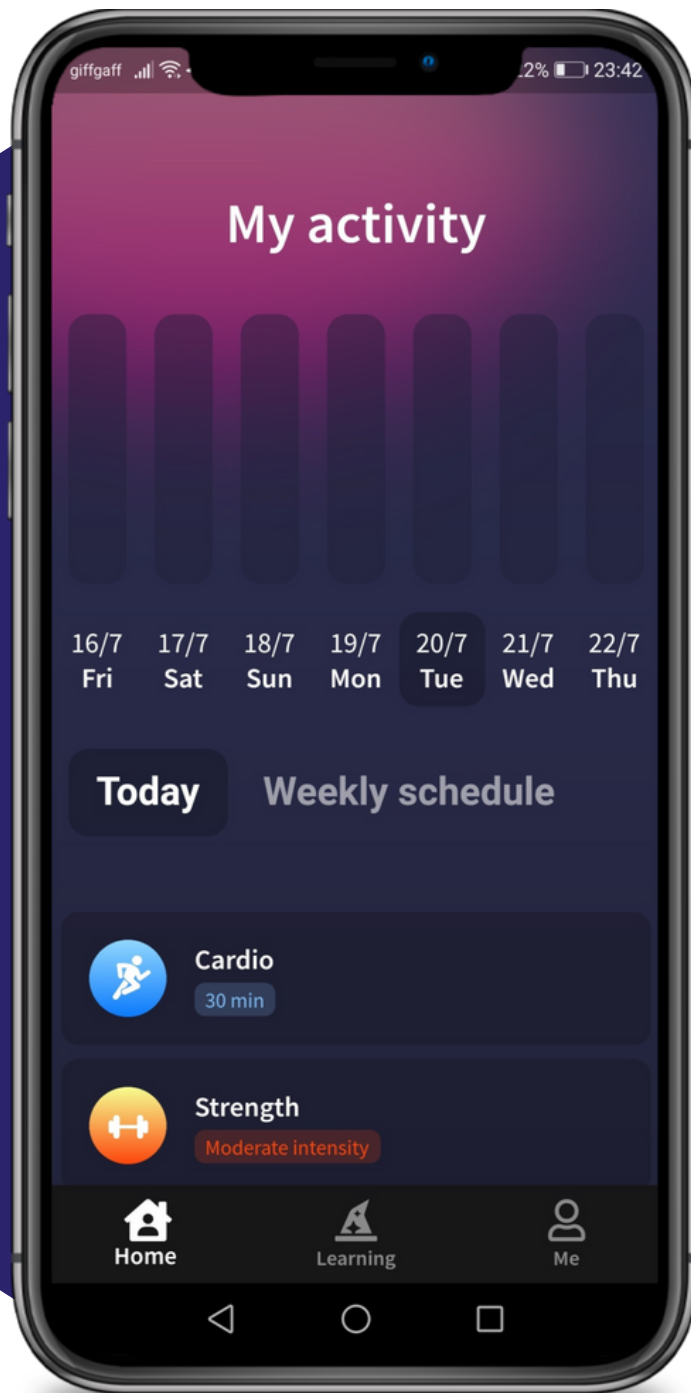 giffgaff 2% 23:42
My activity
16/7 17/7 18/7 19/7 20/7 21/7 22/7
Fri Sat Sun Mon Tue Wed Thu
Today Weekly schedule
Cardio
30 min
Strength
Moderate intensity
Home Learning Me